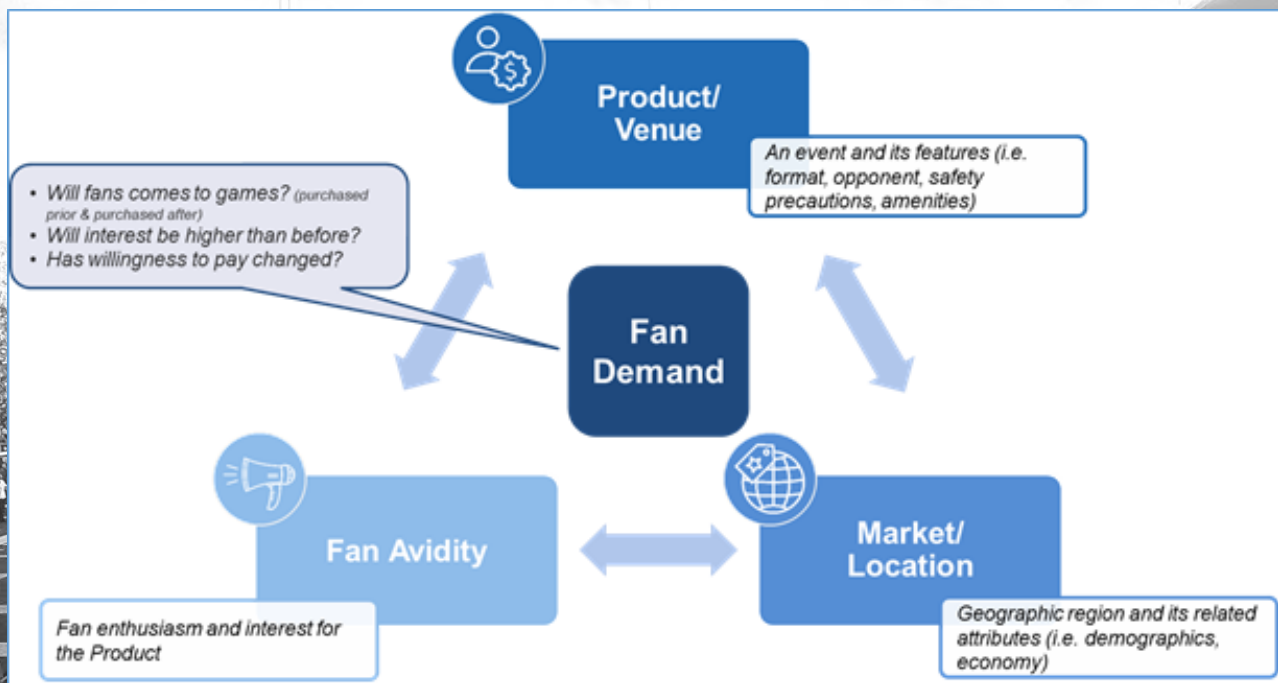 Product/
Venue
An event and its features (i.e.
format, opponent, safety
precautions, amenities)
• Will fans comes to games? (purchased
prior & purchased after)
• Will interest be higher than before?
• Has willingness to pay changed?
Fan
Demand
Fan Avidity
Fan enthusiasm and interest for
the Product
Market/
Location
Geographic region and its related
attributes (i.e. demographics,
economy)
$